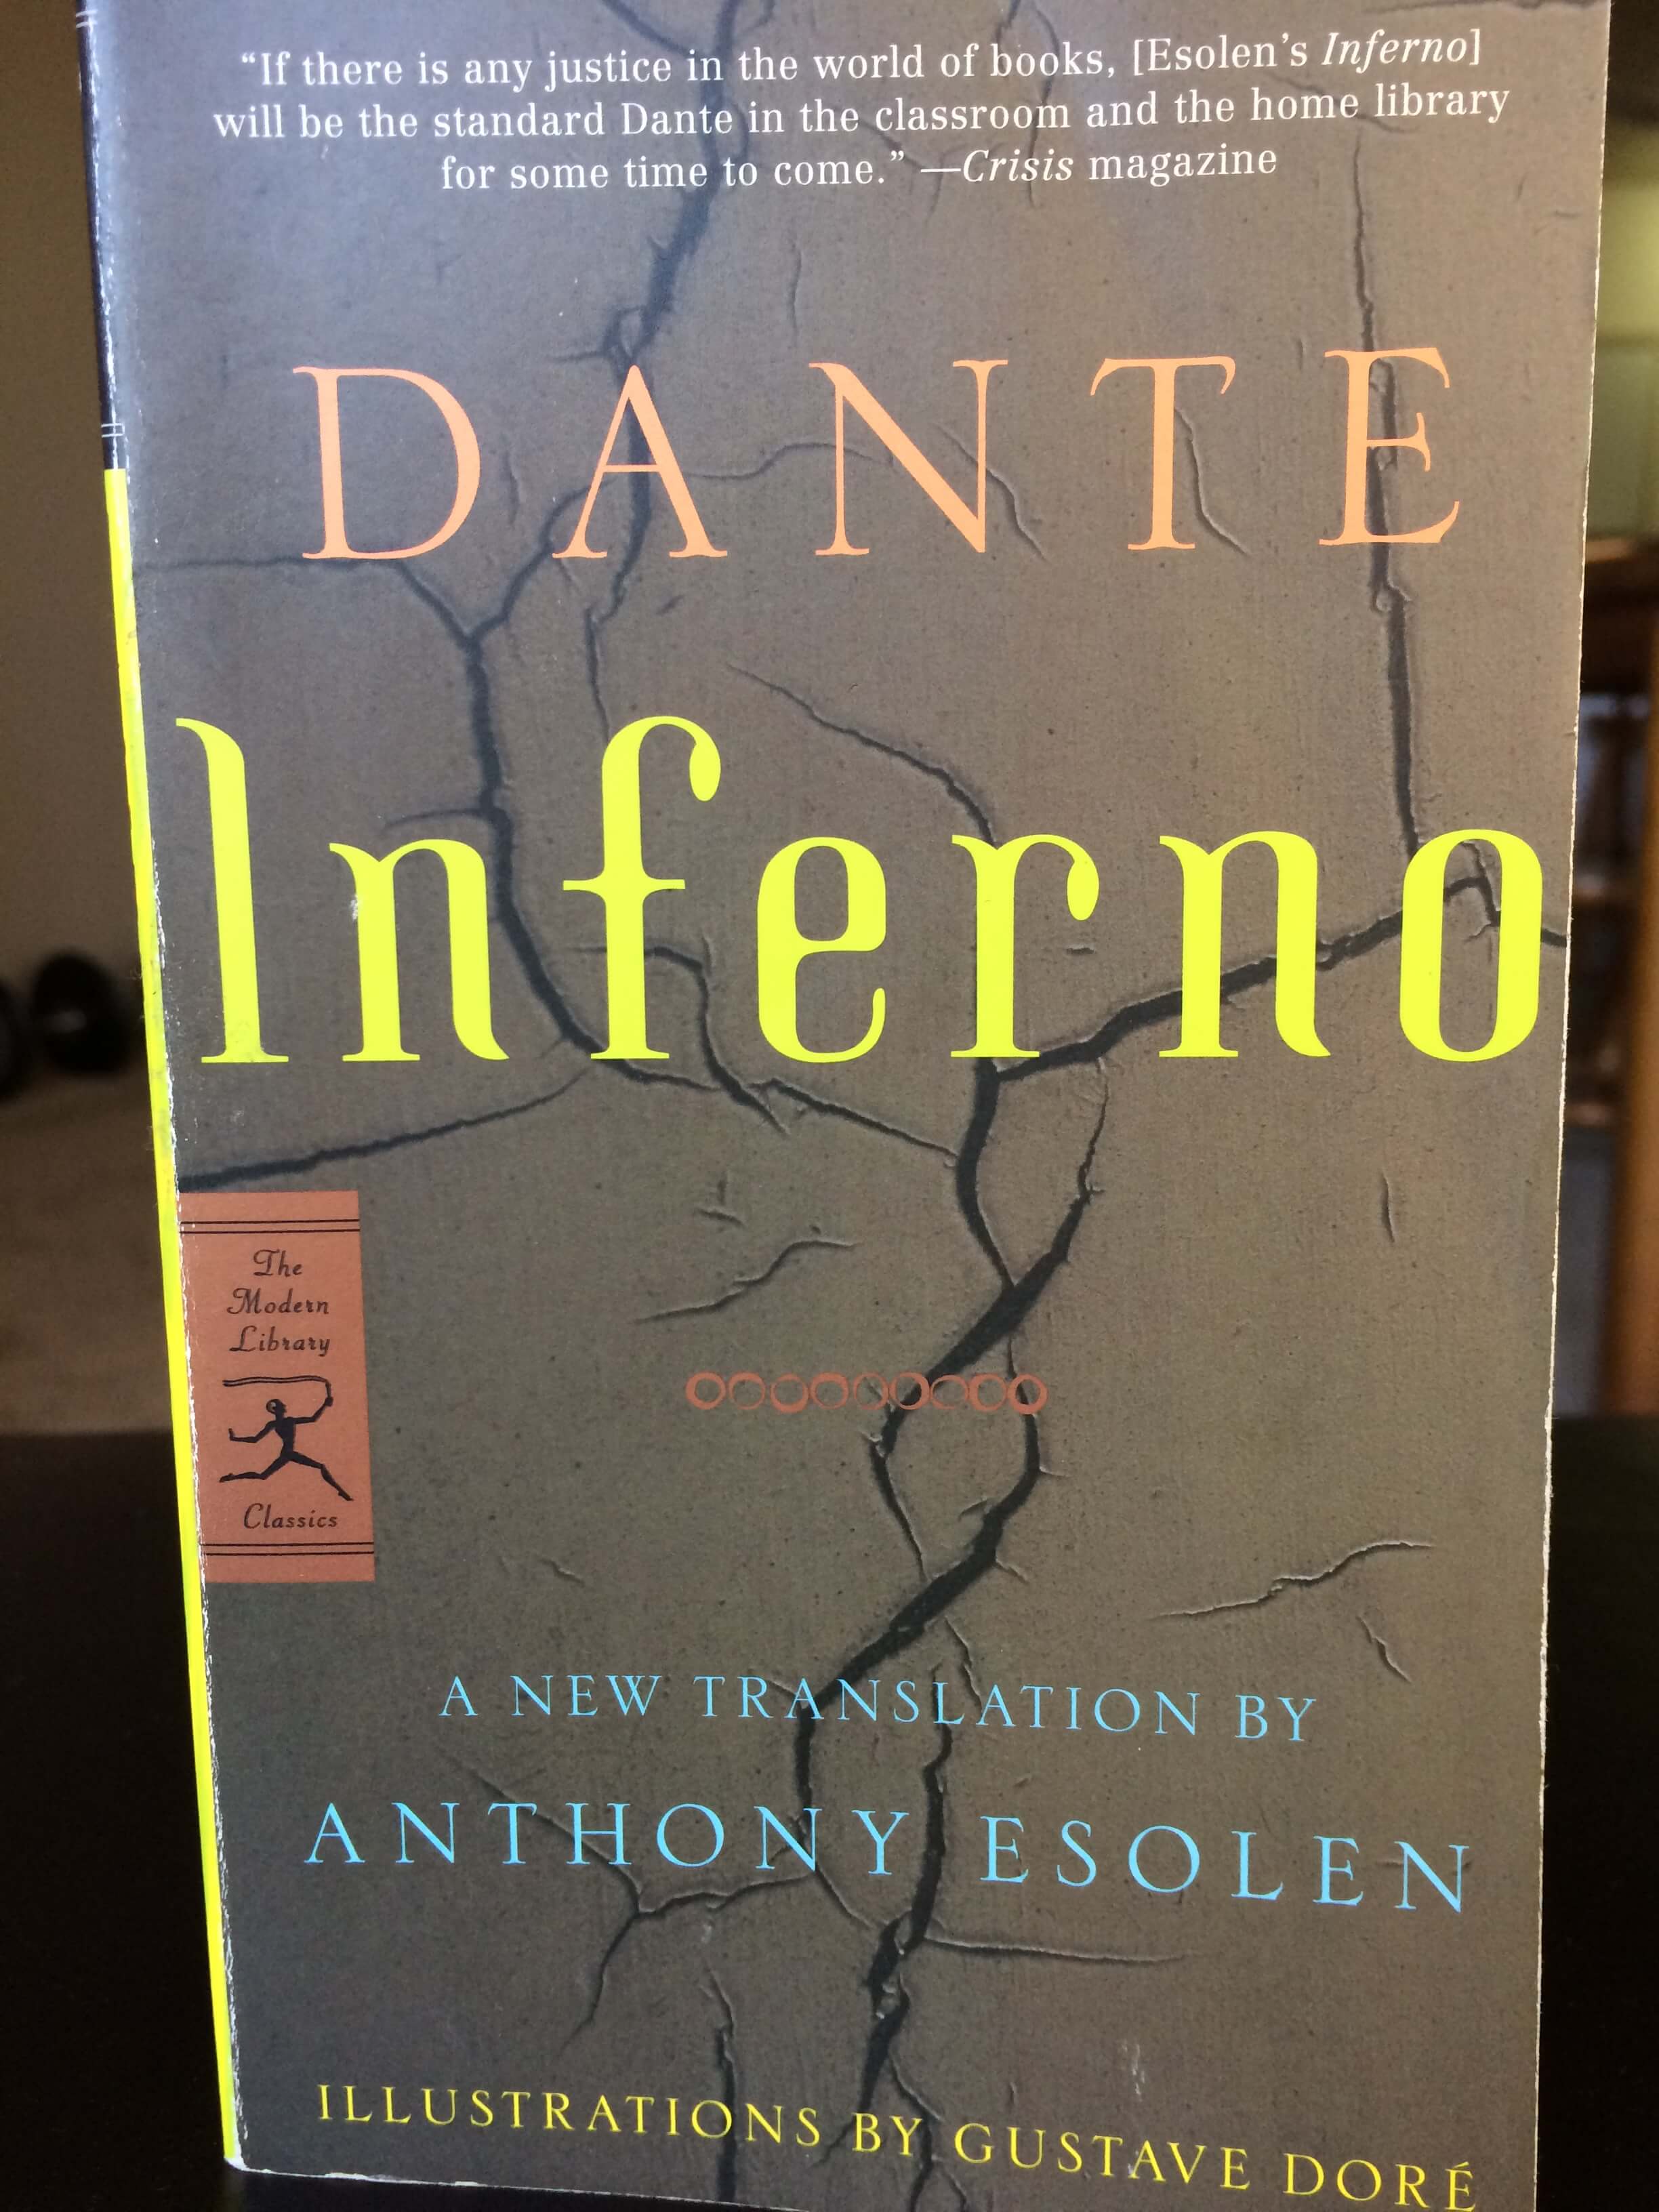 “If there is any justice in the world of books, [Esolen’s Inferno]
will be the standard Dante in the classroom and the home library
for some time to come.” —Crisis magazine
DANTE
Inferno
The
Modern
Library
Classics
A NEW TRANSLATION BY
ANTHONY ESOLEN
ILLUSTRATIONS BY GUSTAVE DORÉ